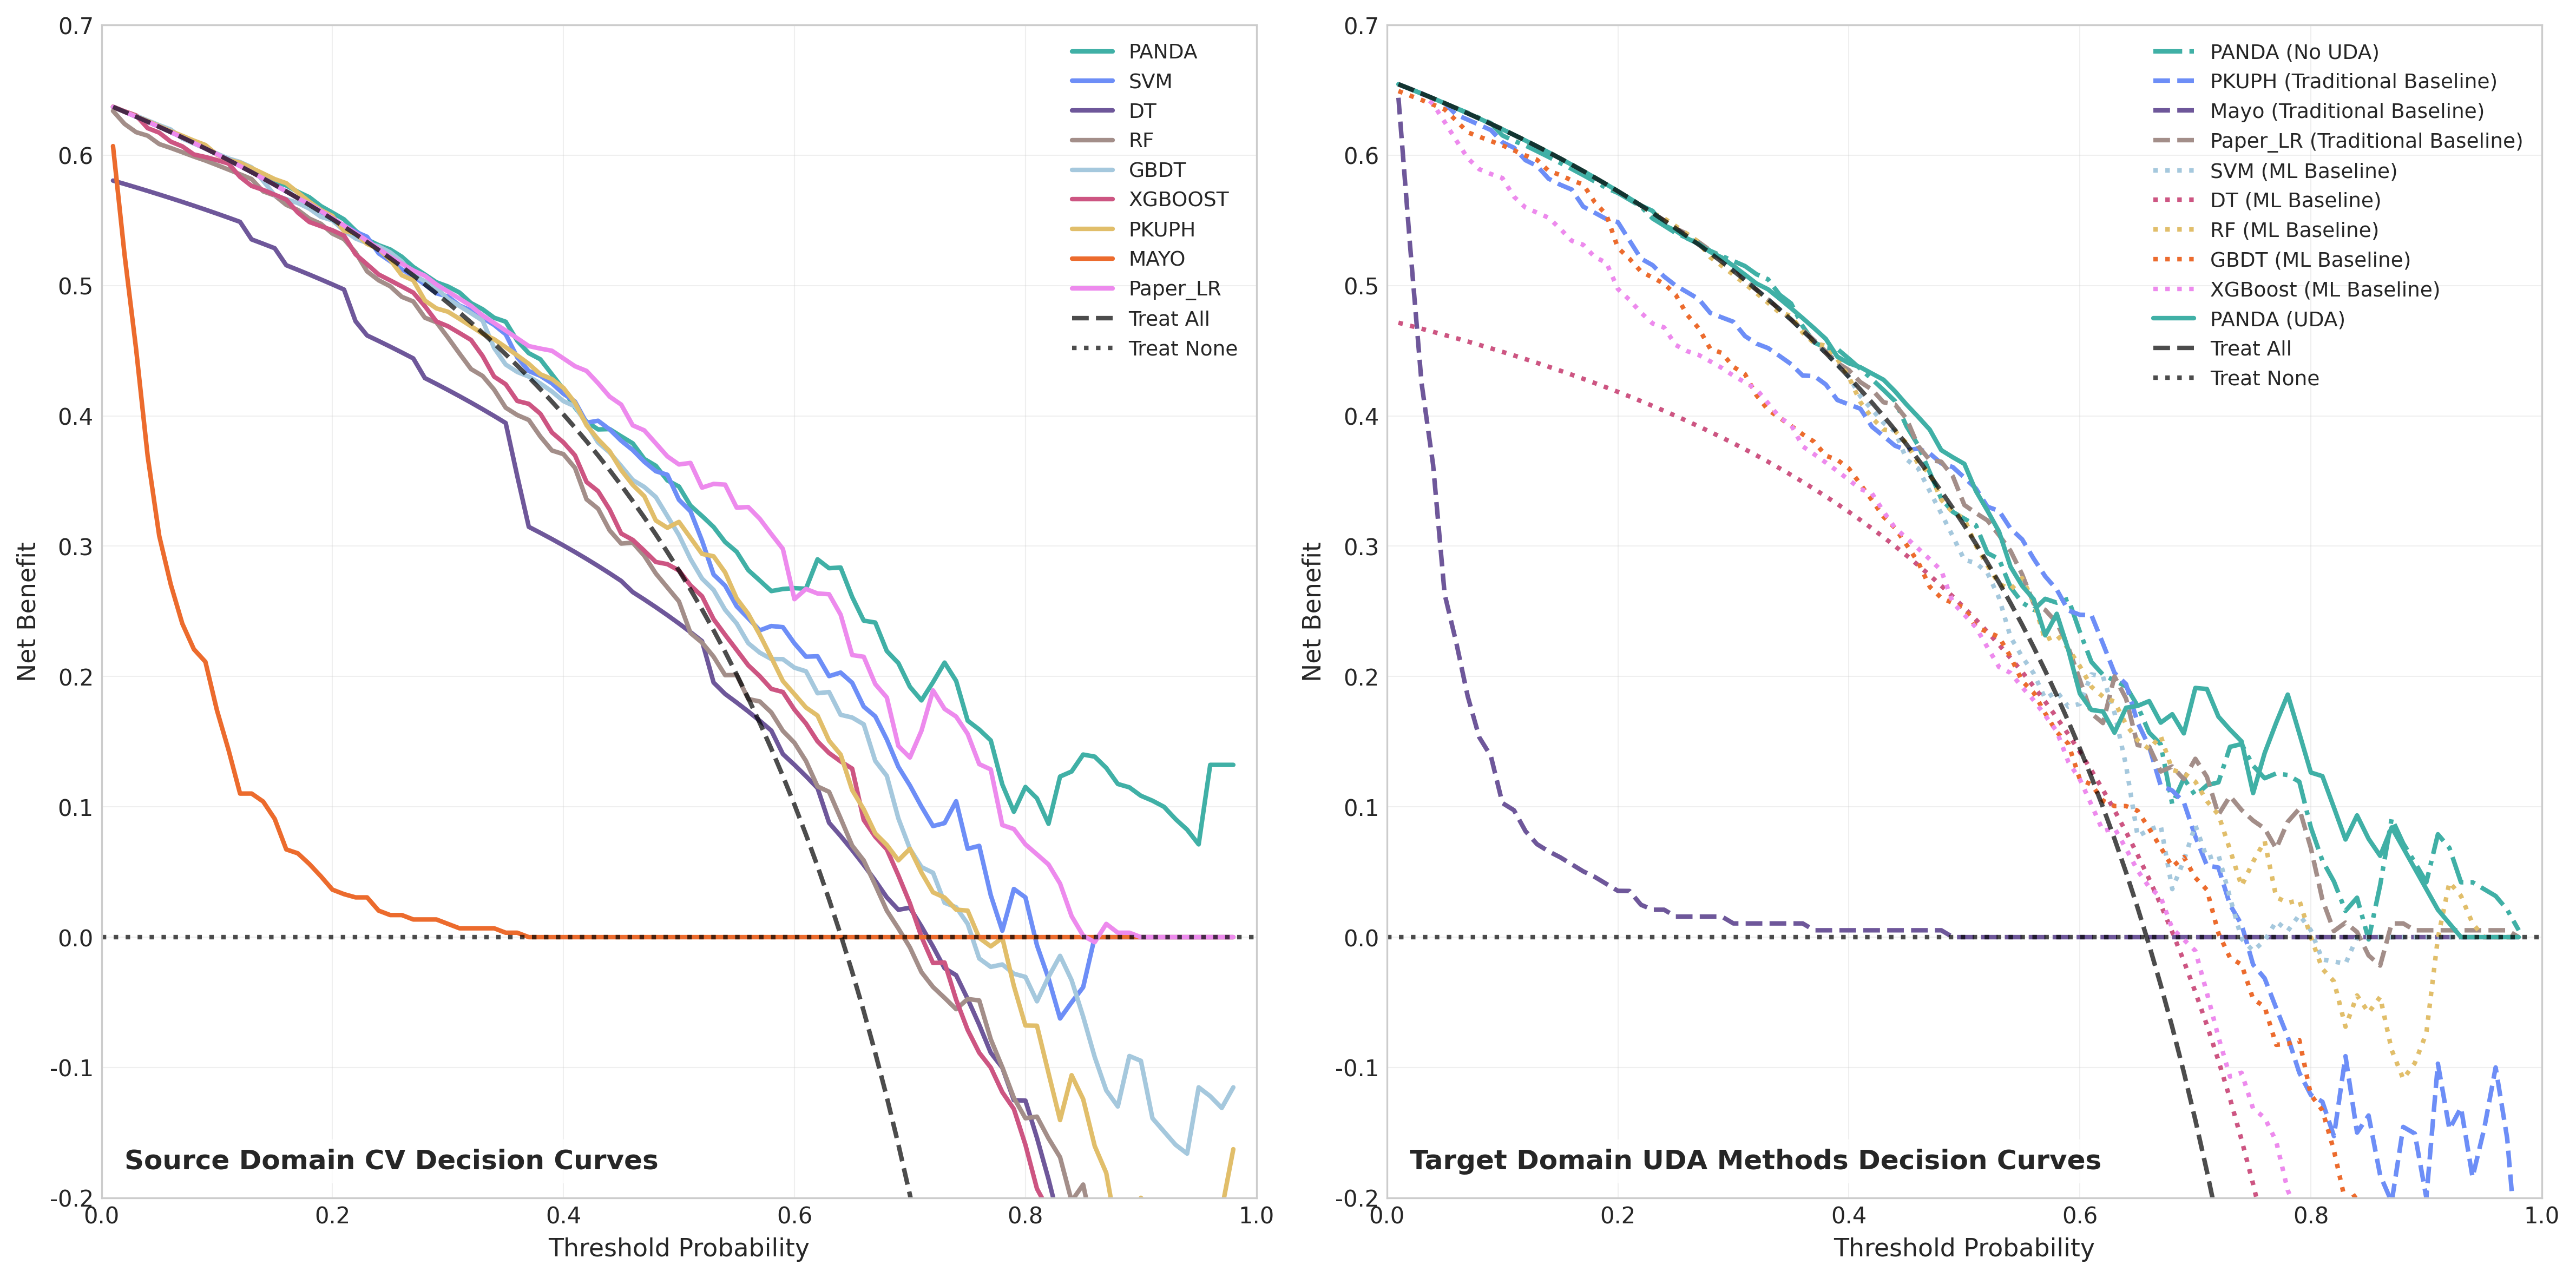 0.7
0.6
0.5
0.4
0.3
0.2
0.1
0.0
-0.1
-0.2
Net Benefit
PANDA
SVM
DT
RF
GBDT
XGBOOST
PKUPH
MAYO
Paper_LR
Treat All
Treat None
Source Domain CV Decision Curves
0.0 0.2 0.4 0.6 0.8 1.0
Threshold Probability
0.7
0.6
0.5
0.4
0.3
0.2
0.1
0.0
-0.1
-0.2
Net Benefit
PANDA (No UDA)
PKUPH (Traditional Baseline)
Mayo (Traditional Baseline)
Paper_LR (Traditional Baseline)
SVM (ML Baseline)
DT (ML Baseline)
RF (ML Baseline)
GBDT (ML Baseline)
XGBoost (ML Baseline)
PANDA (UDA)
Treat All
Treat None
Target Domain UDA Methods Decision Curves
0.0 0.2 0.4 0.6 0.8 1.0
Threshold Probability